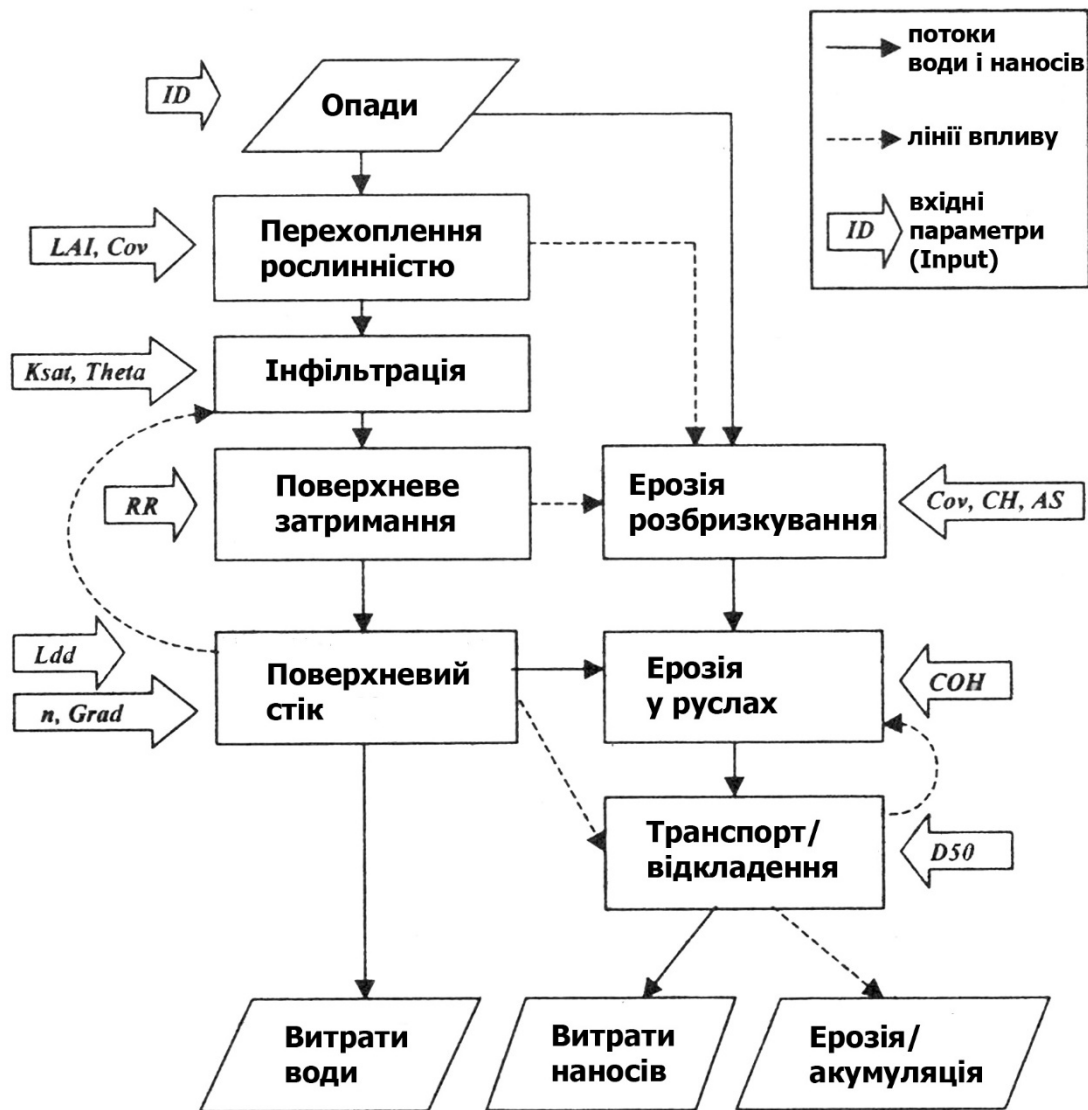 потоки
води і наносів
лінії впливу
ID
вхідні
параметри
(Input)
ID
Опади
LAI, Cov
Перехоплення
рослинністю
Ksat, Theta
Інфільтрація
RR
Поверхневе
затримання
Ерозія
розбризкування
Cov, CH, AS
Ldd
n, Grad
Поверхневий
стік
Ерозія
у руслах
COH
Транспорт/
відкладення
D50
Витрати
води
Витрати
наносів
Ерозія/
акумуляція